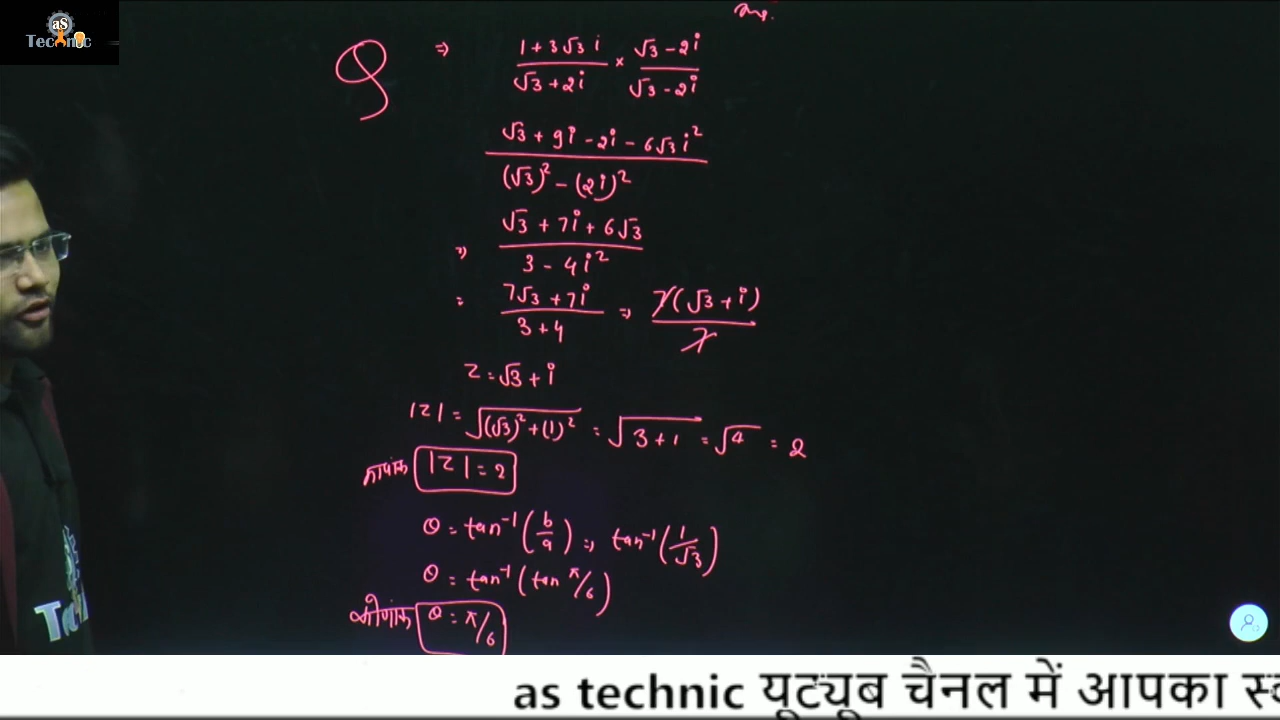 as
Technic
Ans.
⇒ (1+3√3 i)/(√3+2i) × (√3-2i)/(√3-2i)
(√3 + 9i - 2i - 6√3 i²)/((√3)² - (2i)²)
⇒ (√3 + 7i + 6√3)/(3 - 4i²)
= (7√3 + 7i)/(3+4) ⇒ 7(√3+i)/7
z = √3 + i
|z| = √((√3)² + (1)²) = √(3+1) = √4 = 2
मापांक |z| = 2
θ = tan⁻¹(b/a) ⇒ tan⁻¹(1/√3)
θ = tan⁻¹(tan π/6)
कोणांक θ = π/6
as technic यूट्यूब चैनल में आपका